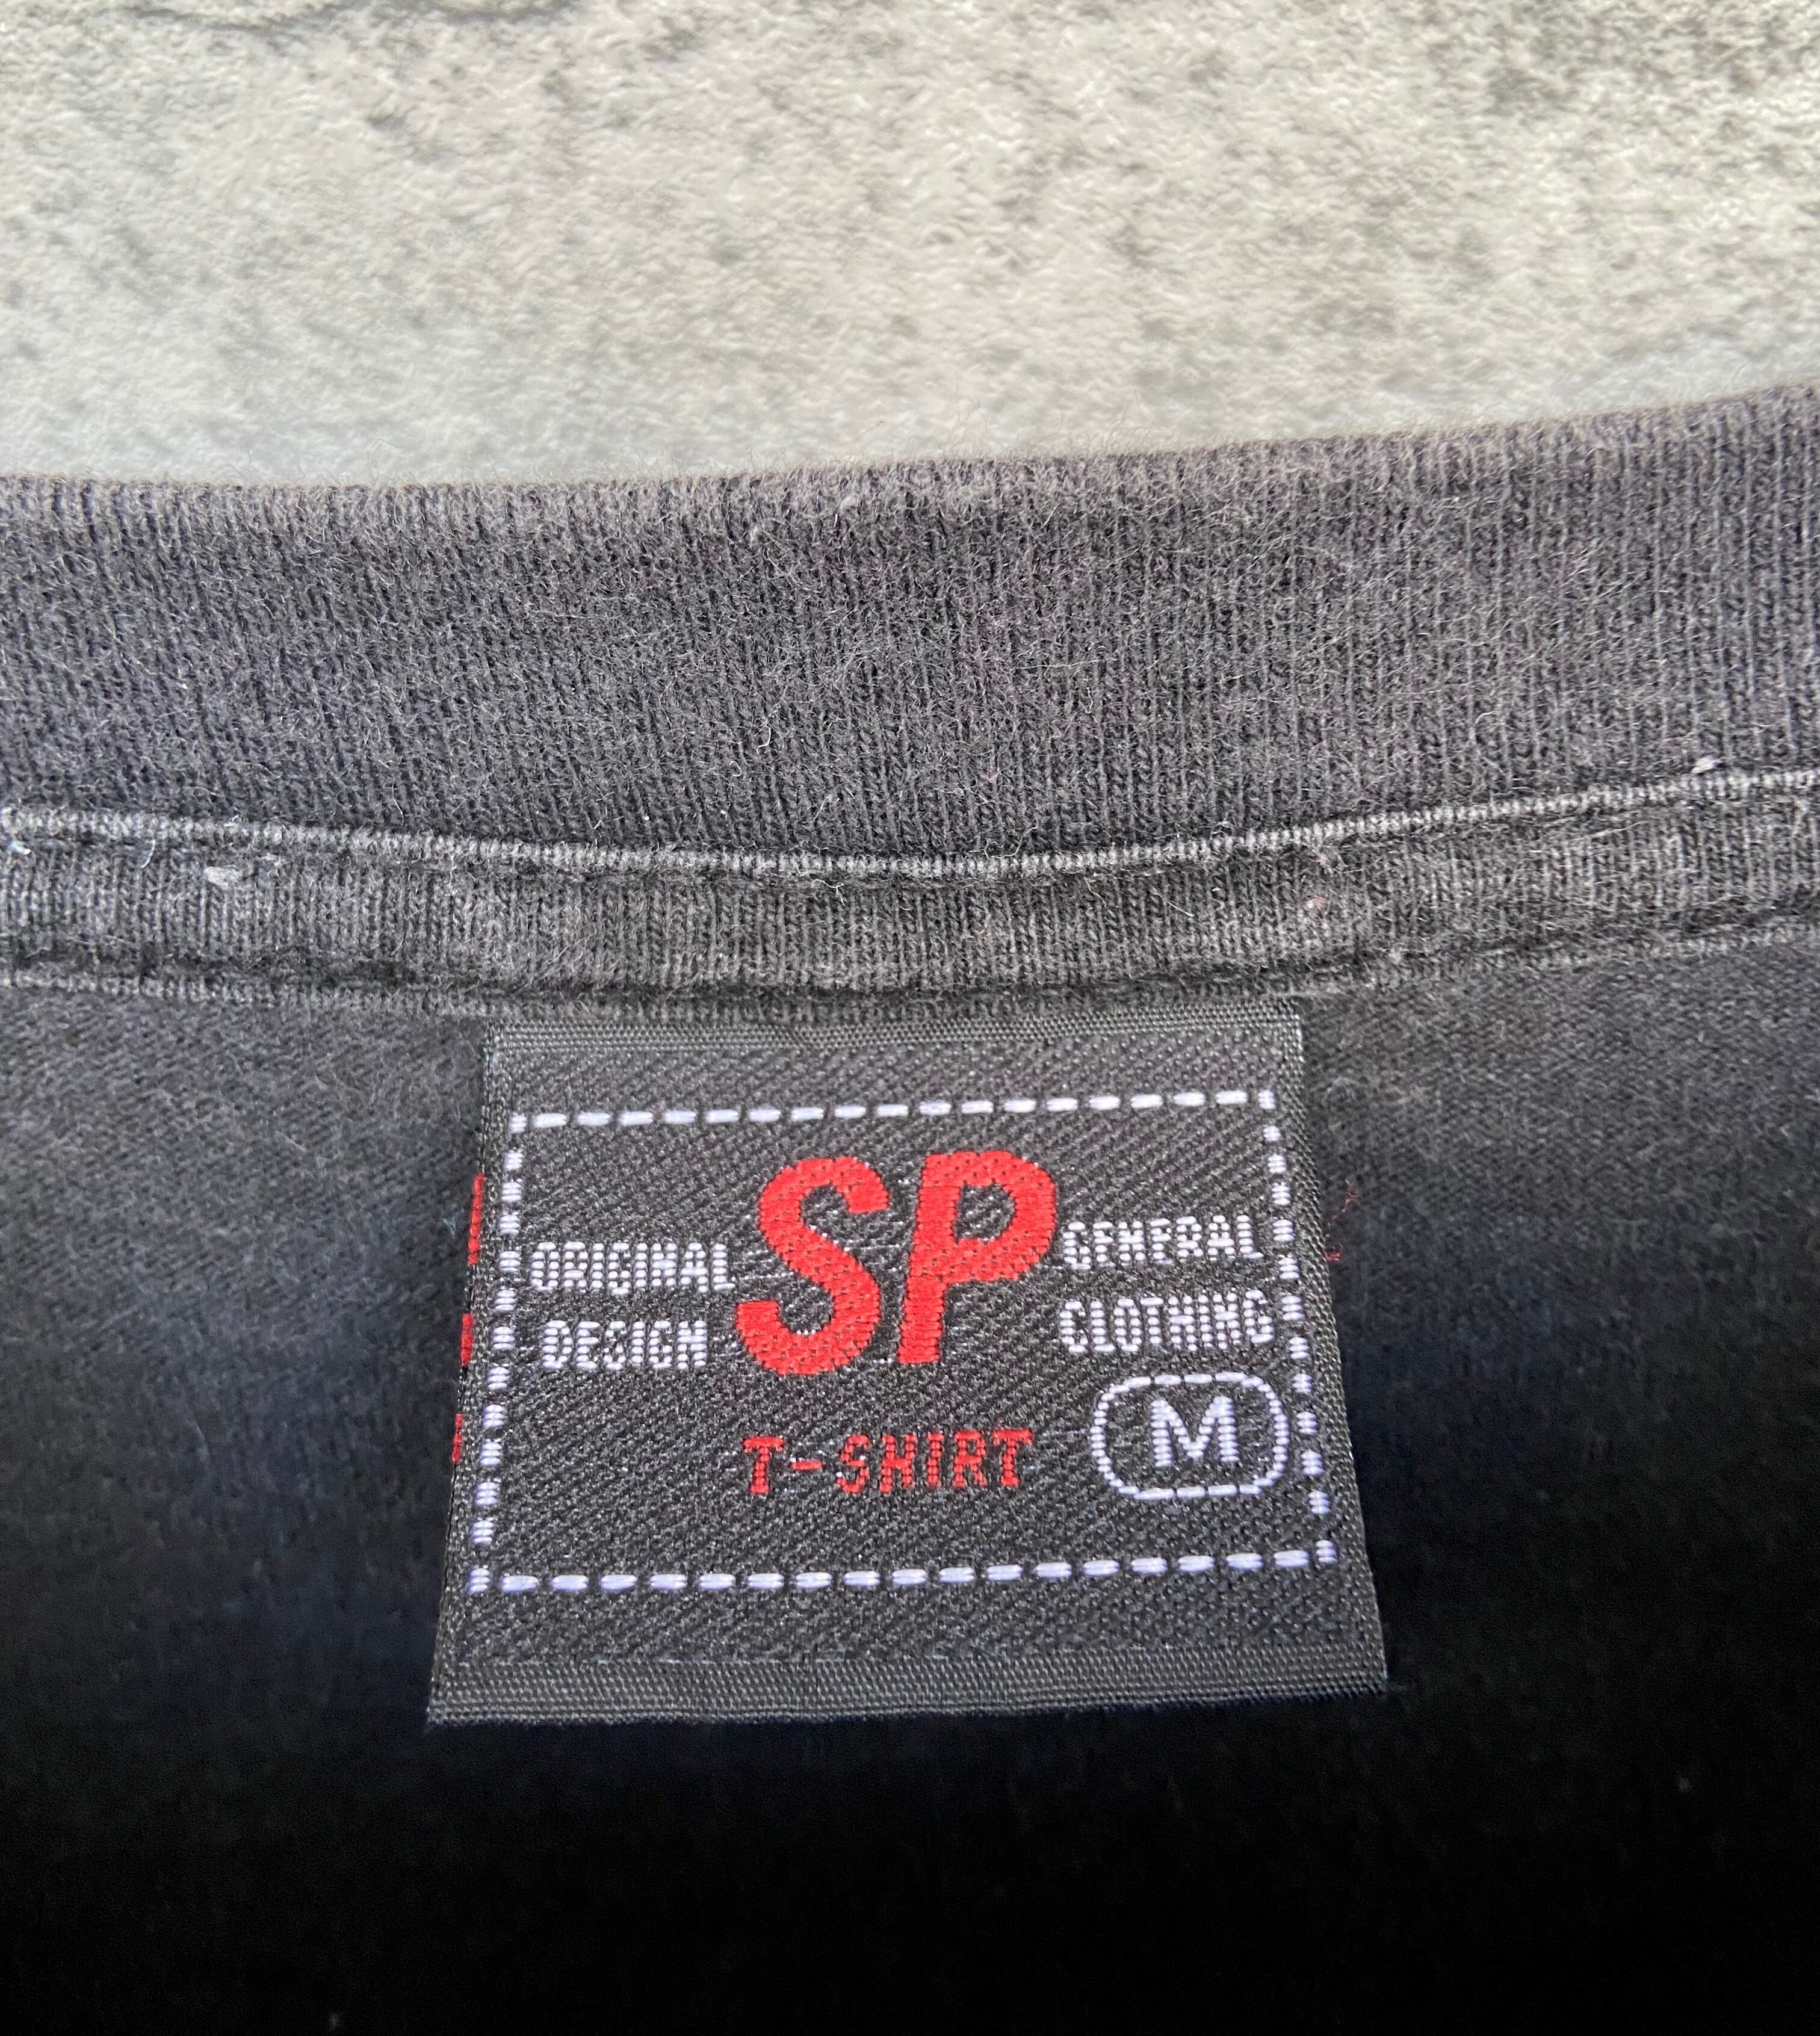 SP
ORIGINAL GENERAL
DESIGN CLOTHING
T-SHIRT M